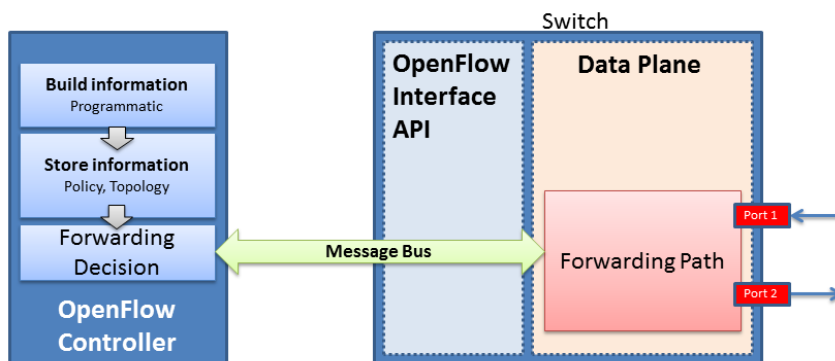 Switch
Build information
Programmatic
Store information
Policy, Topology
Forwarding
Decision
OpenFlow
Controller
Message Bus
OpenFlow
Interface
API
Data Plane
Forwarding Path
Port 1
Port 2